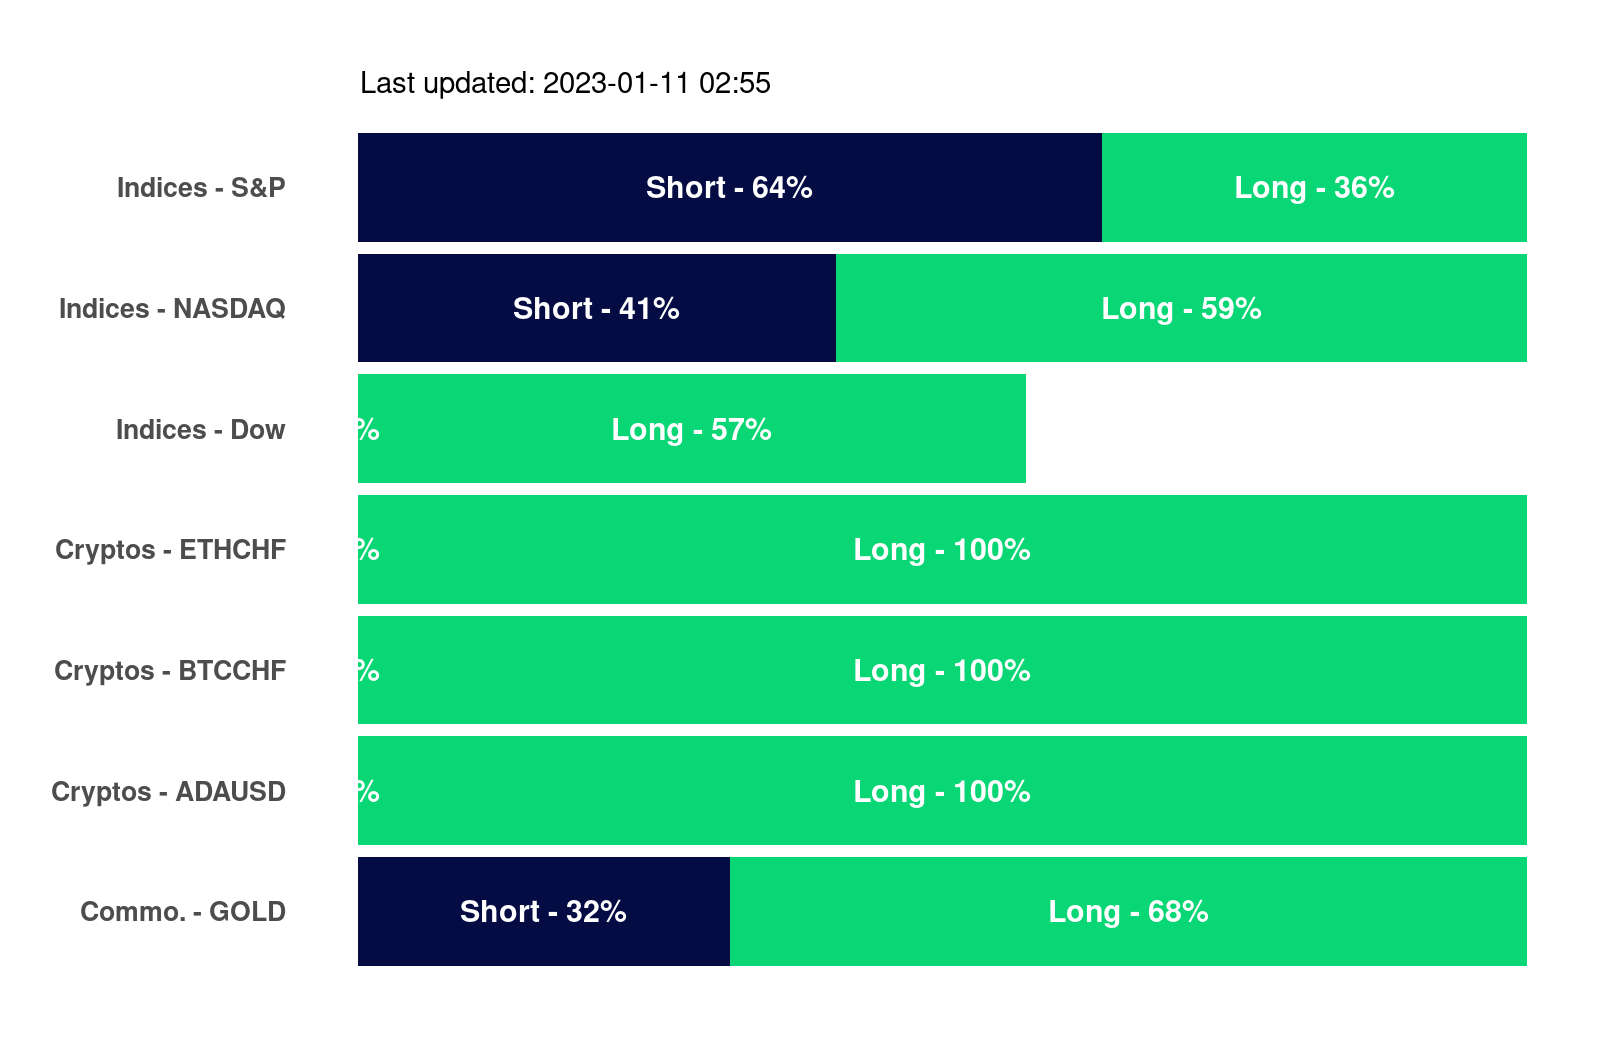 Last updated: 2023-01-11 02:55
Indices - S&P Short - 64% Long - 36%
Indices - NASDAQ Short - 41% Long - 59%
Indices - Dow % Long - 57%
Cryptos - ETHCHF % Long - 100%
Cryptos - BTCCHF % Long - 100%
Cryptos - ADAUSD % Long - 100%
Commo. - GOLD Short - 32% Long - 68%